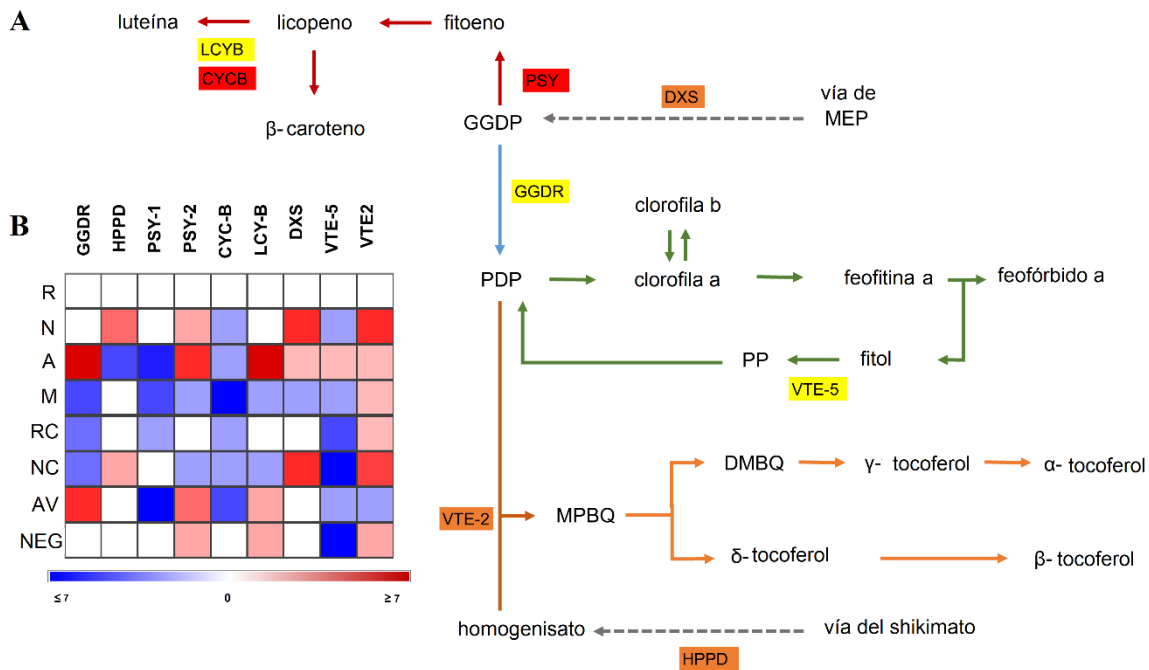 A
luteína
licopeno
fitoeno
LCYB
CYCB
PSY
DXS
β- caroteno
GGDP
vía de
MEP
GGDR
clorofila b
PDP
clorofila a
feofitina a
feofórbido a
PP
fitol
VTE-5
DMBQ
γ- tocoferol
α- tocoferol
VTE-2
MPBQ
δ- tocoferol
β- tocoferol
homogenisato
vía del shikimato
HPPD
B
GGDR
HPPD
PSY-1
PSY-2
CYC-B
LCY-B
DXS
VTE-5
VTE2
R
N
A
M
RC
NC
AV
NEG
≤ 7
0
≥ 7